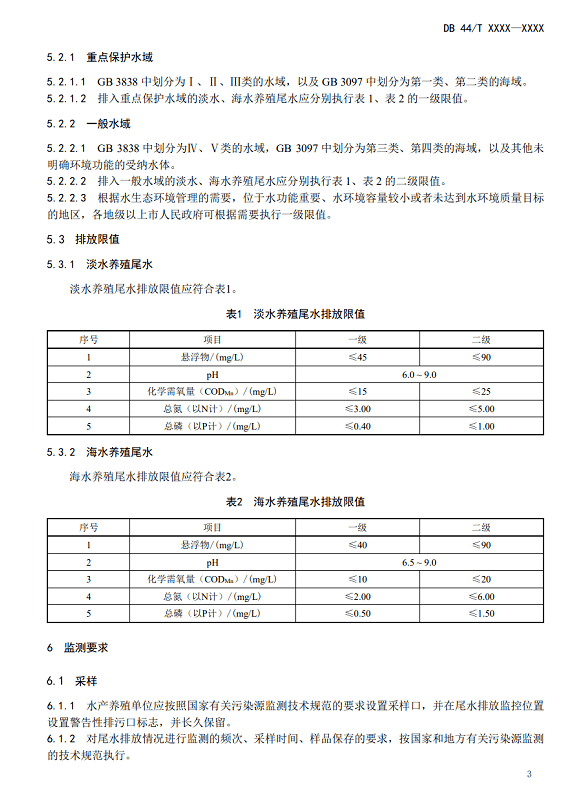 DB 44/T XXXX—XXXX
5.2.1 重点保护水域
5.2.1.1 GB 3838 中划分为Ⅰ、Ⅱ、Ⅲ类的水域，以及 GB 3097 中划分为第一类、第二类的海域。
5.2.1.2 排入重点保护水域的淡水、海水养殖尾水应分别执行表 1、表 2 的一级限值。
5.2.2 一般水域
5.2.2.1 GB 3838 中划分为Ⅳ、Ⅴ类的水域，GB 3097 中划分为第三类、第四类的海域，以及其他未
明确环境功能的受纳水体。
5.2.2.2 排入一般水域的淡水、海水养殖尾水应分别执行表 1、表 2 的二级限值。
5.2.2.3 根据水生态环境管理的需要，位于水功能重要、水环境容量较小或者未达到水环境质量目标
的地区，各地级以上市人民政府可根据需要执行一级限值。
5.3 排放限值
5.3.1 淡水养殖尾水
淡水养殖尾水排放限值应符合表1。
表1 淡水养殖尾水排放限值
序号 项目 一级 二级
1 悬浮物/(mg/L) ≤45 ≤90
2 pH 6.0～9.0
3 化学需氧量（CODMn）/(mg/L) ≤15 ≤25
4 总氮（以N计）/(mg/L) ≤3.00 ≤5.00
5 总磷（以P计）/(mg/L) ≤0.40 ≤1.00
5.3.2 海水养殖尾水
海水养殖尾水排放限值应符合表2。
表2 海水养殖尾水排放限值
序号 项目 一级 二级
1 悬浮物/(mg/L) ≤40 ≤90
2 pH 6.5～9.0
3 化学需氧量（CODMn）/(mg/L) ≤10 ≤20
4 总氮（以N计）/(mg/L) ≤2.00 ≤6.00
5 总磷（以P计）/(mg/L) ≤0.50 ≤1.50
6 监测要求
6.1 采样
6.1.1 水产养殖单位应按照国家有关污染源监测技术规范的要求设置采样口，并在尾水排放监控位置
设置警告性排污口标志，并长久保留。
6.1.2 对尾水排放情况进行监测的频次、采样时间、样品保存的要求，按国家和地方有关污染源监测
的技术规范执行。
3